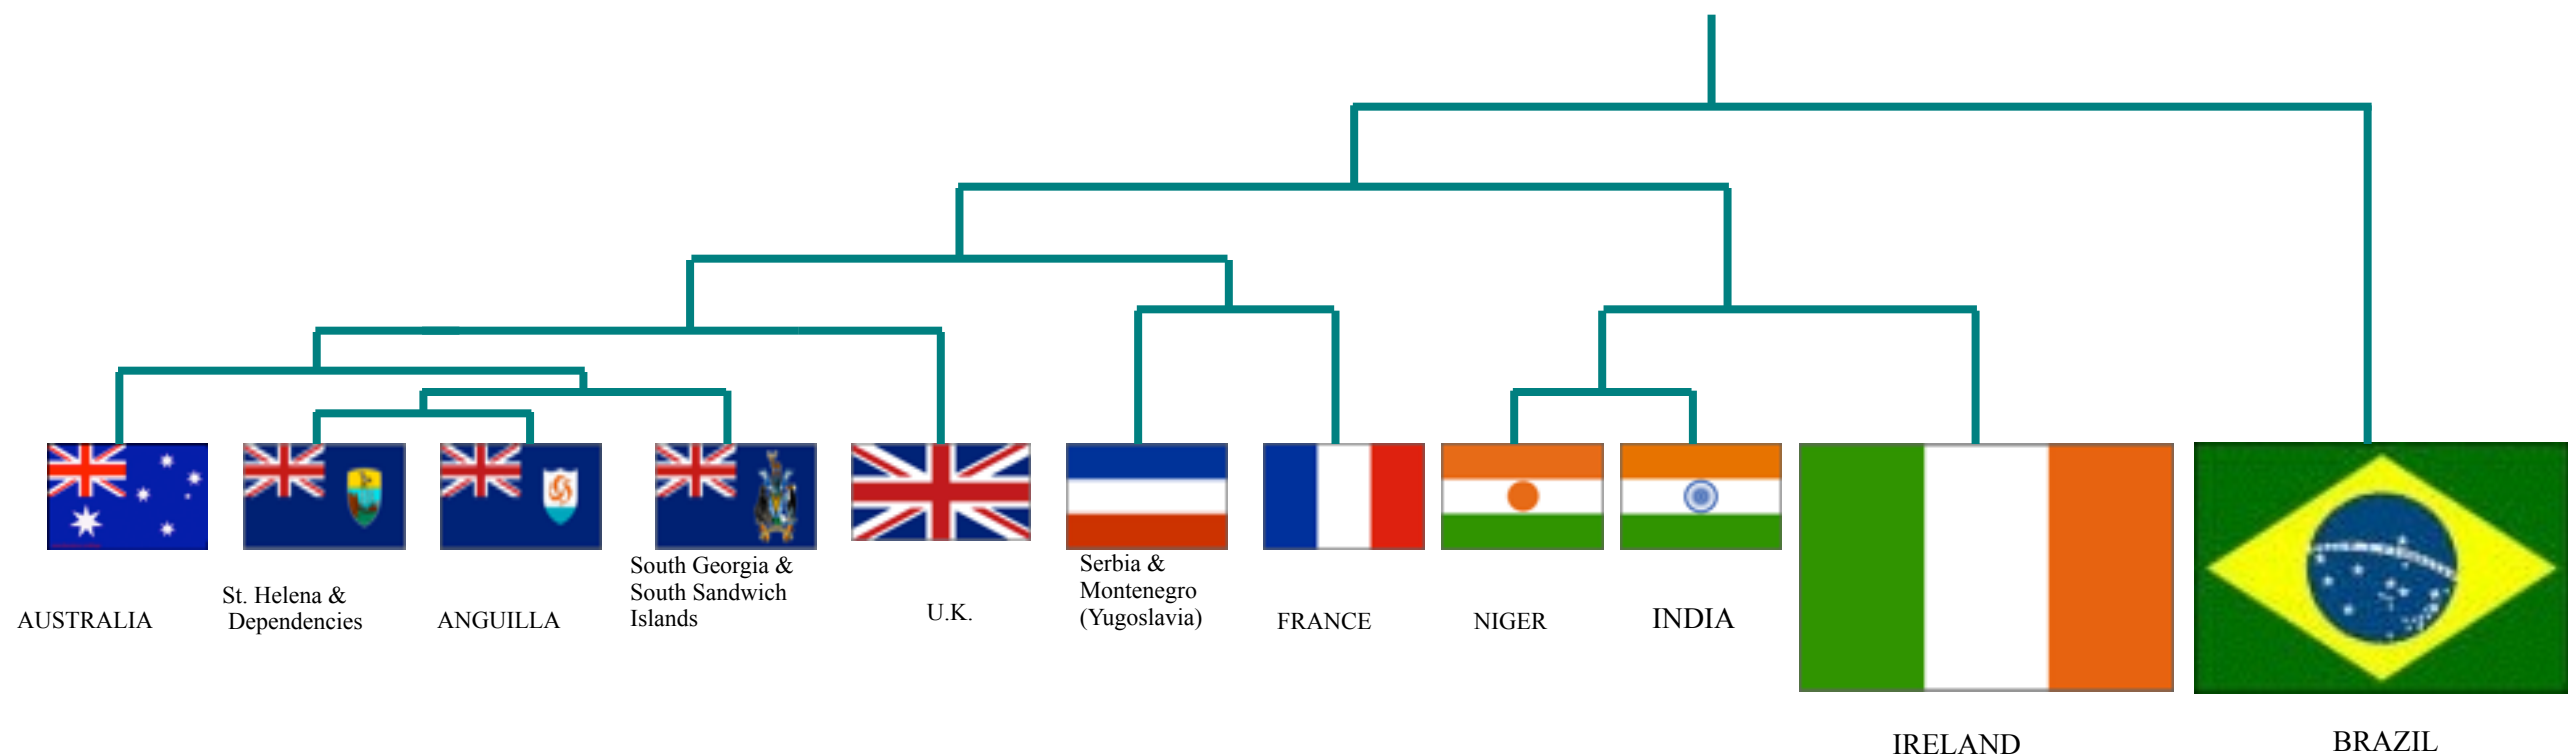 AUSTRALIA
St. Helena &
Dependencies
ANGUILLA
South Georgia &
South Sandwich
Islands
U.K.
Serbia &
Montenegro
(Yugoslavia)
FRANCE
NIGER
INDIA
IRELAND
BRAZIL